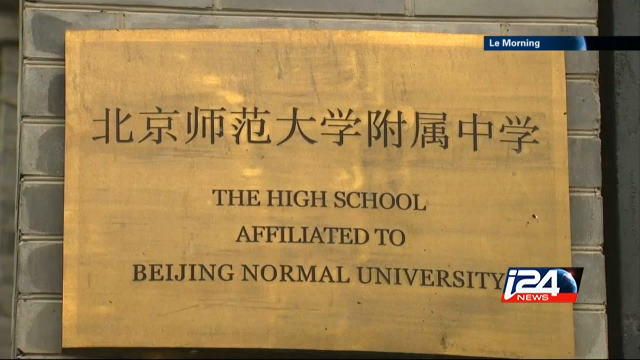 Le Morning
北京师范大学附属中学
THE HIGH SCHOOL
AFFILIATED TO
BEIJING NORMAL UNIVERSITY
i24
NEWS